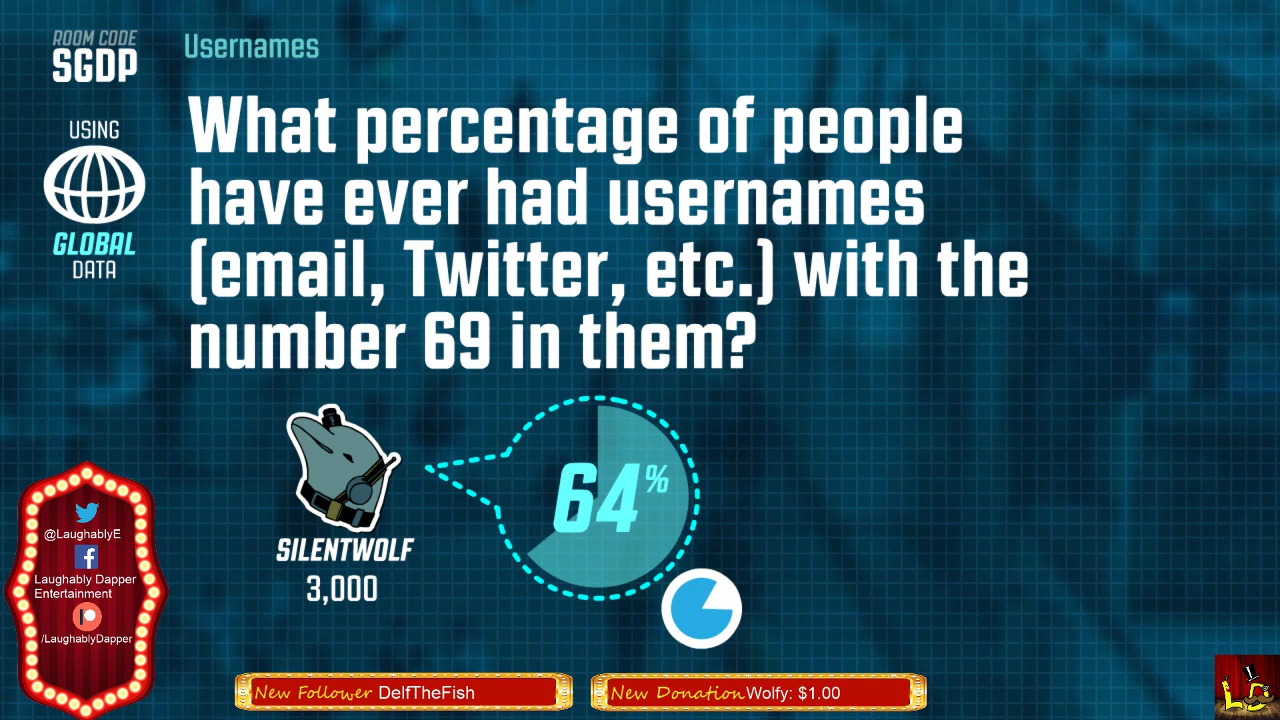 ROOM CODE
SGDP
Usernames
USING
GLOBAL
DATA
What percentage of people
have ever had usernames
(email, Twitter, etc.) with the
number 69 in them?
64%
SILENTWOLF
3,000
@LaughablyE
Laughably Dapper
Entertainment
/LaughablyDapper
New Follower DelfTheFish
New Donation Wolfy: $1.00
LD